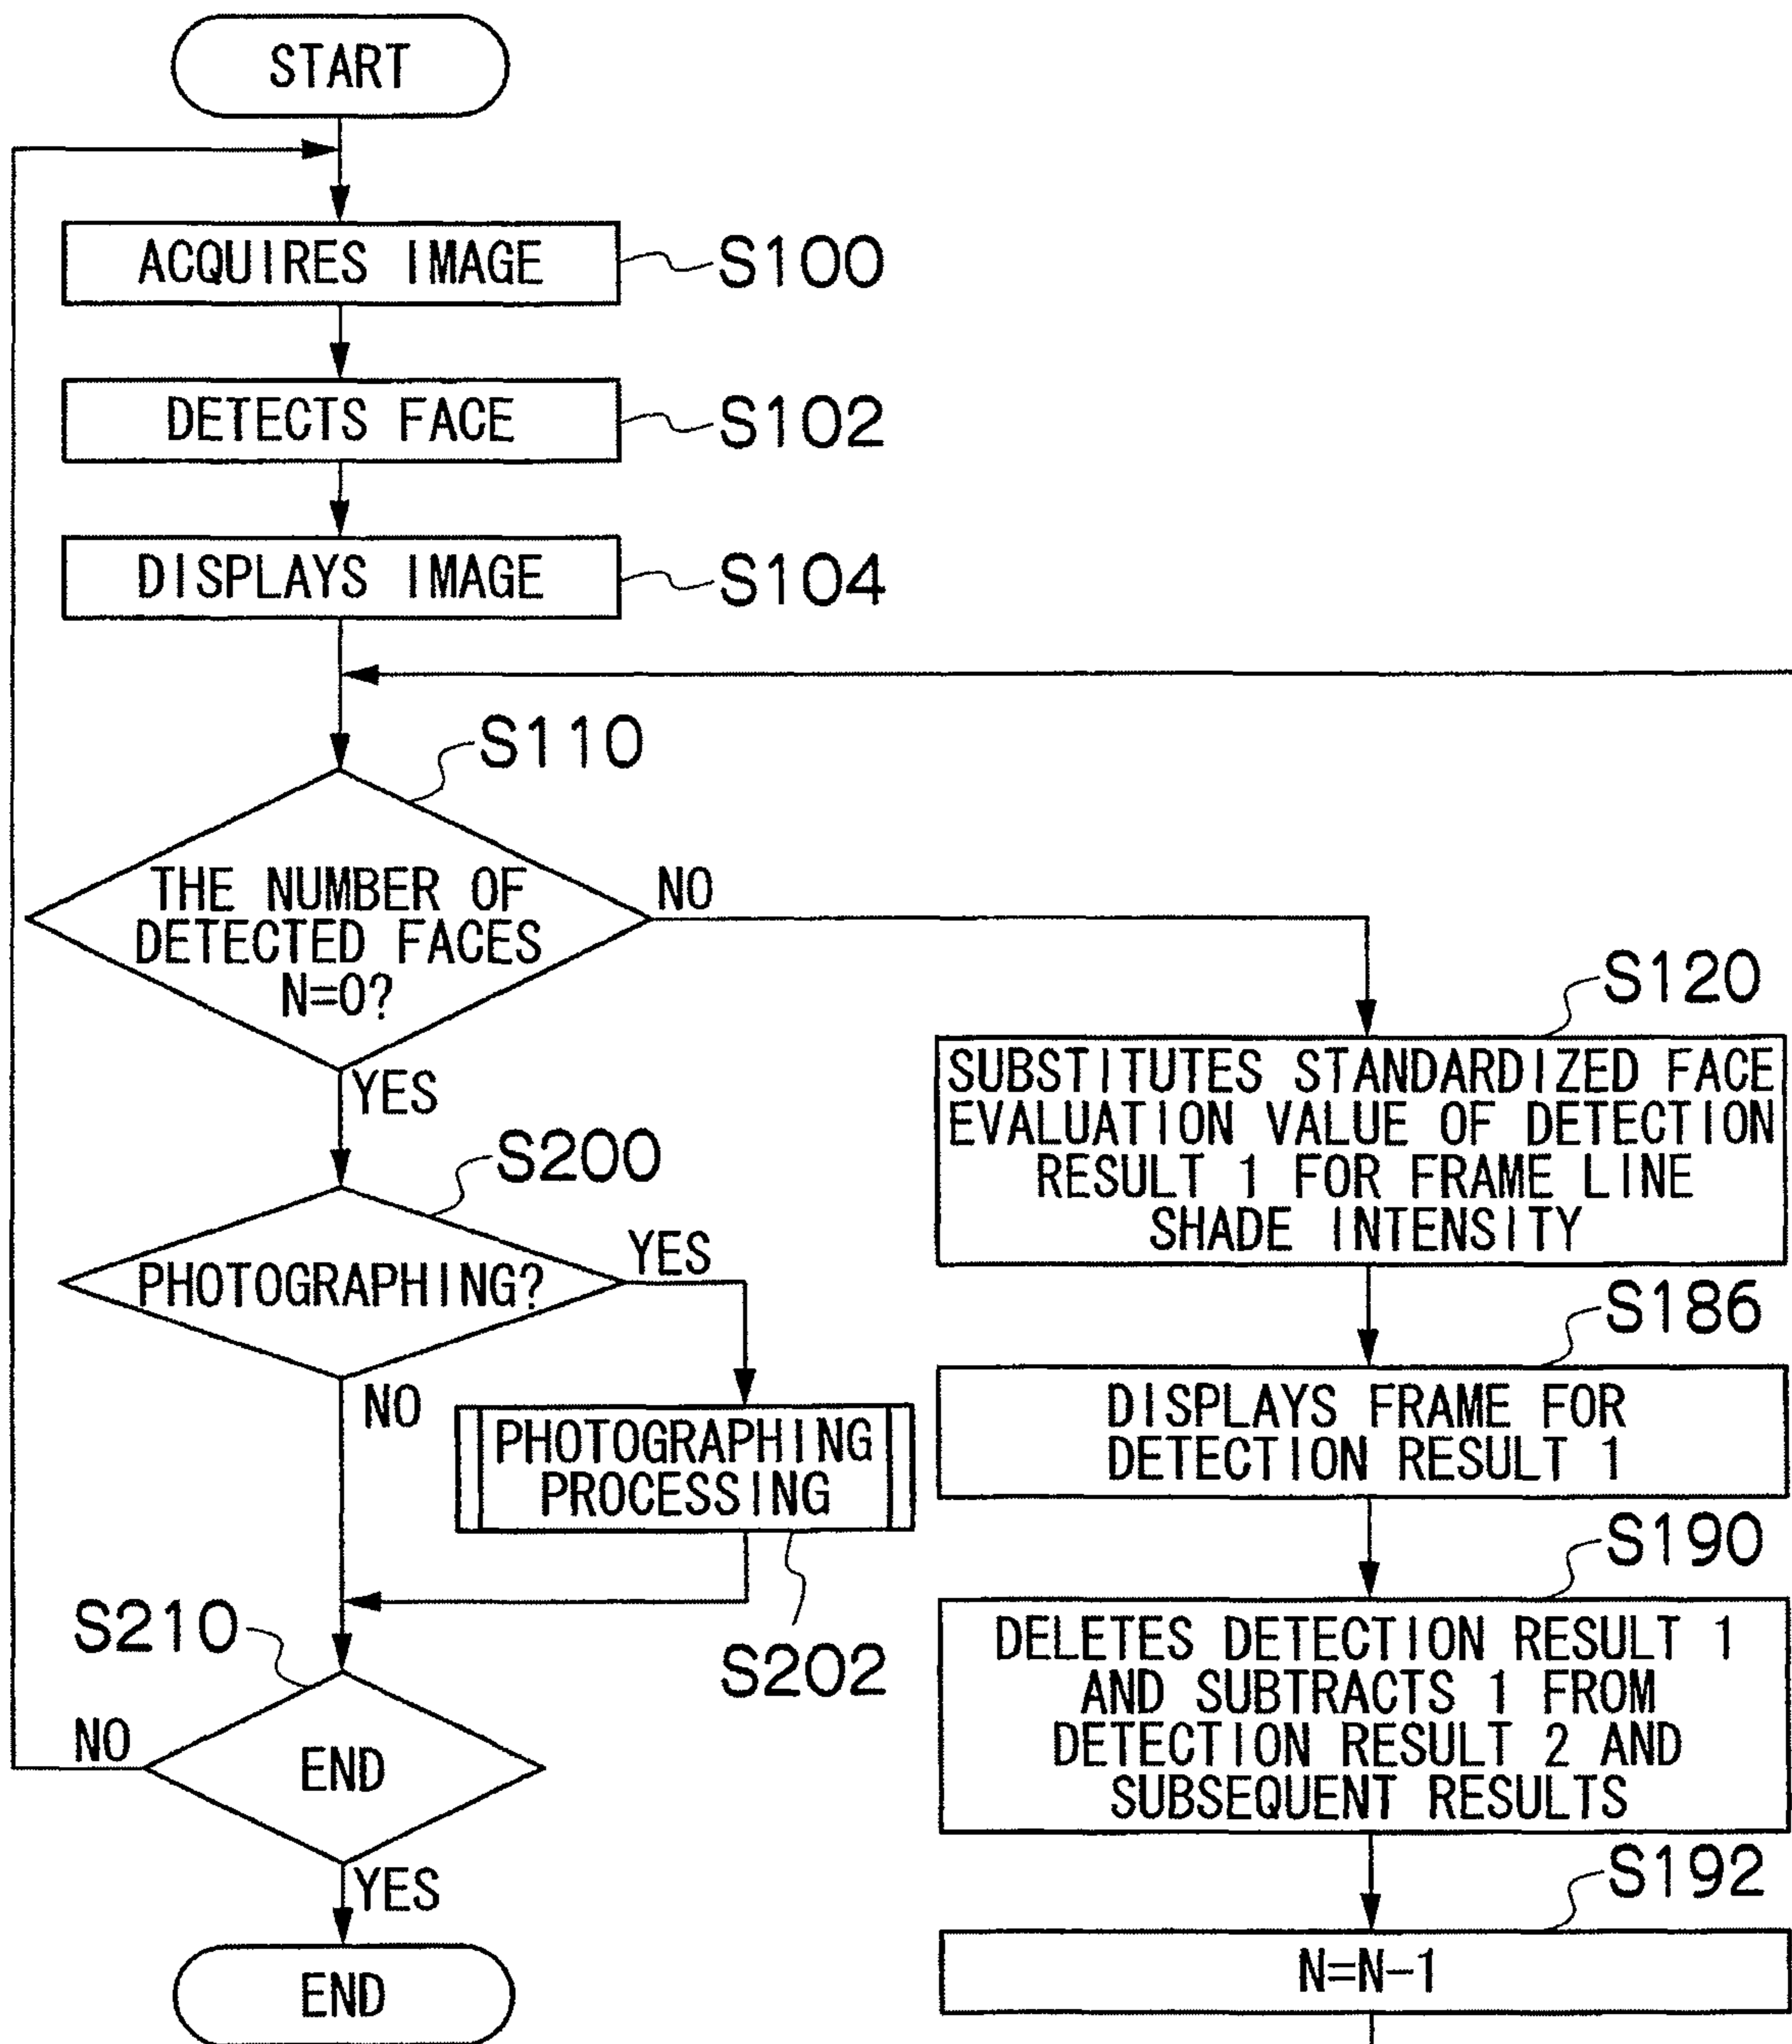 START
ACQUIRES IMAGE
S100
DETECTS FACE
S102
DISPLAYS IMAGE
S104
S110
THE NUMBER OF
DETECTED FACES
N=0?
NO
YES
S120
SUBSTITUTES STANDARDIZED FACE
EVALUATION VALUE OF DETECTION
RESULT 1 FOR FRAME LINE
SHADE INTENSITY
S186
DISPLAYS FRAME FOR
DETECTION RESULT 1
S190
DELETES DETECTION RESULT 1
AND SUBTRACTS 1 FROM
DETECTION RESULT 2 AND
SUBSEQUENT RESULTS
S192
N=N-1
S200
PHOTOGRAPHING?
YES
NO
PHOTOGRAPHING
PROCESSING
S202
S210
END
NO
YES
END